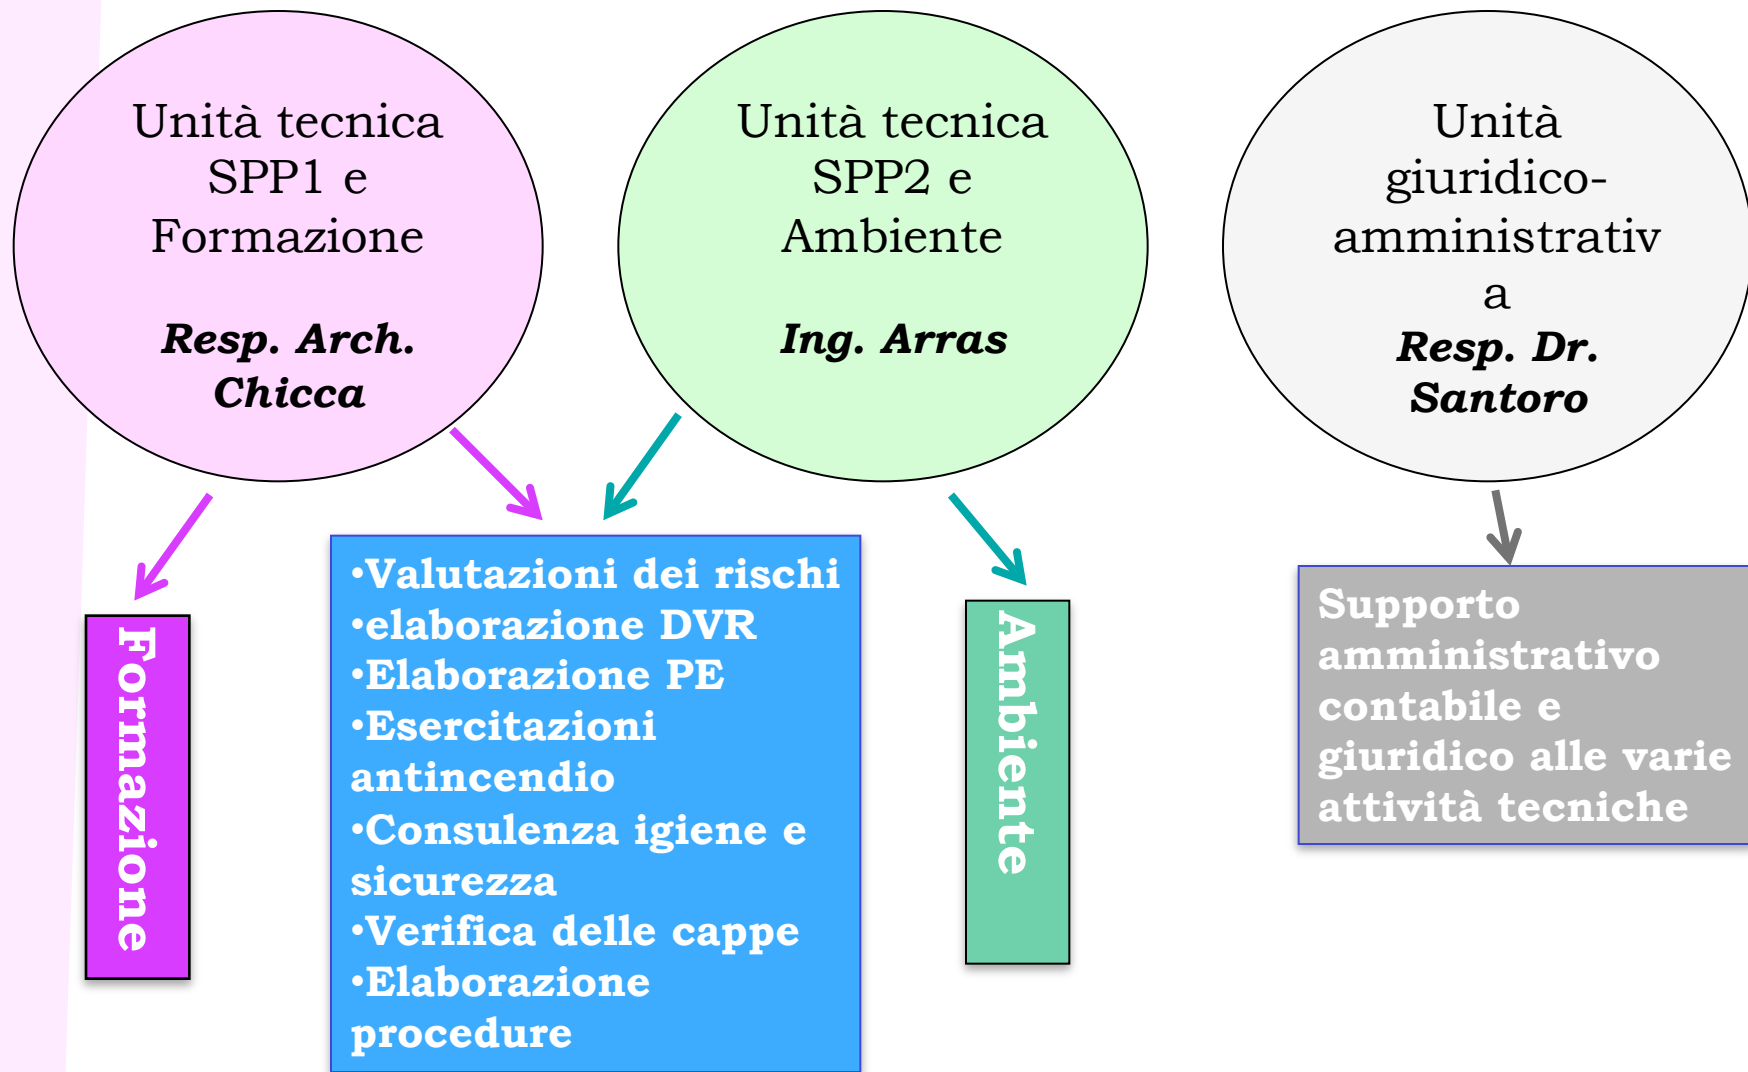 Unità tecnica
SPP1 e
Formazione
Resp. Arch.
Chicca
Unità tecnica
SPP2 e
Ambiente
Ing. Arras
Unità
giuridico-
amministrativ
a
Resp. Dr.
Santoro
Formazione
•Valutazioni dei rischi
•elaborazione DVR
•Elaborazione PE
•Esercitazioni
antincendio
•Consulenza igiene e
sicurezza
•Verifica delle cappe
•Elaborazione
procedure
Ambiente
Supporto
amministrativo
contabile e
giuridico alle varie
attività tecniche